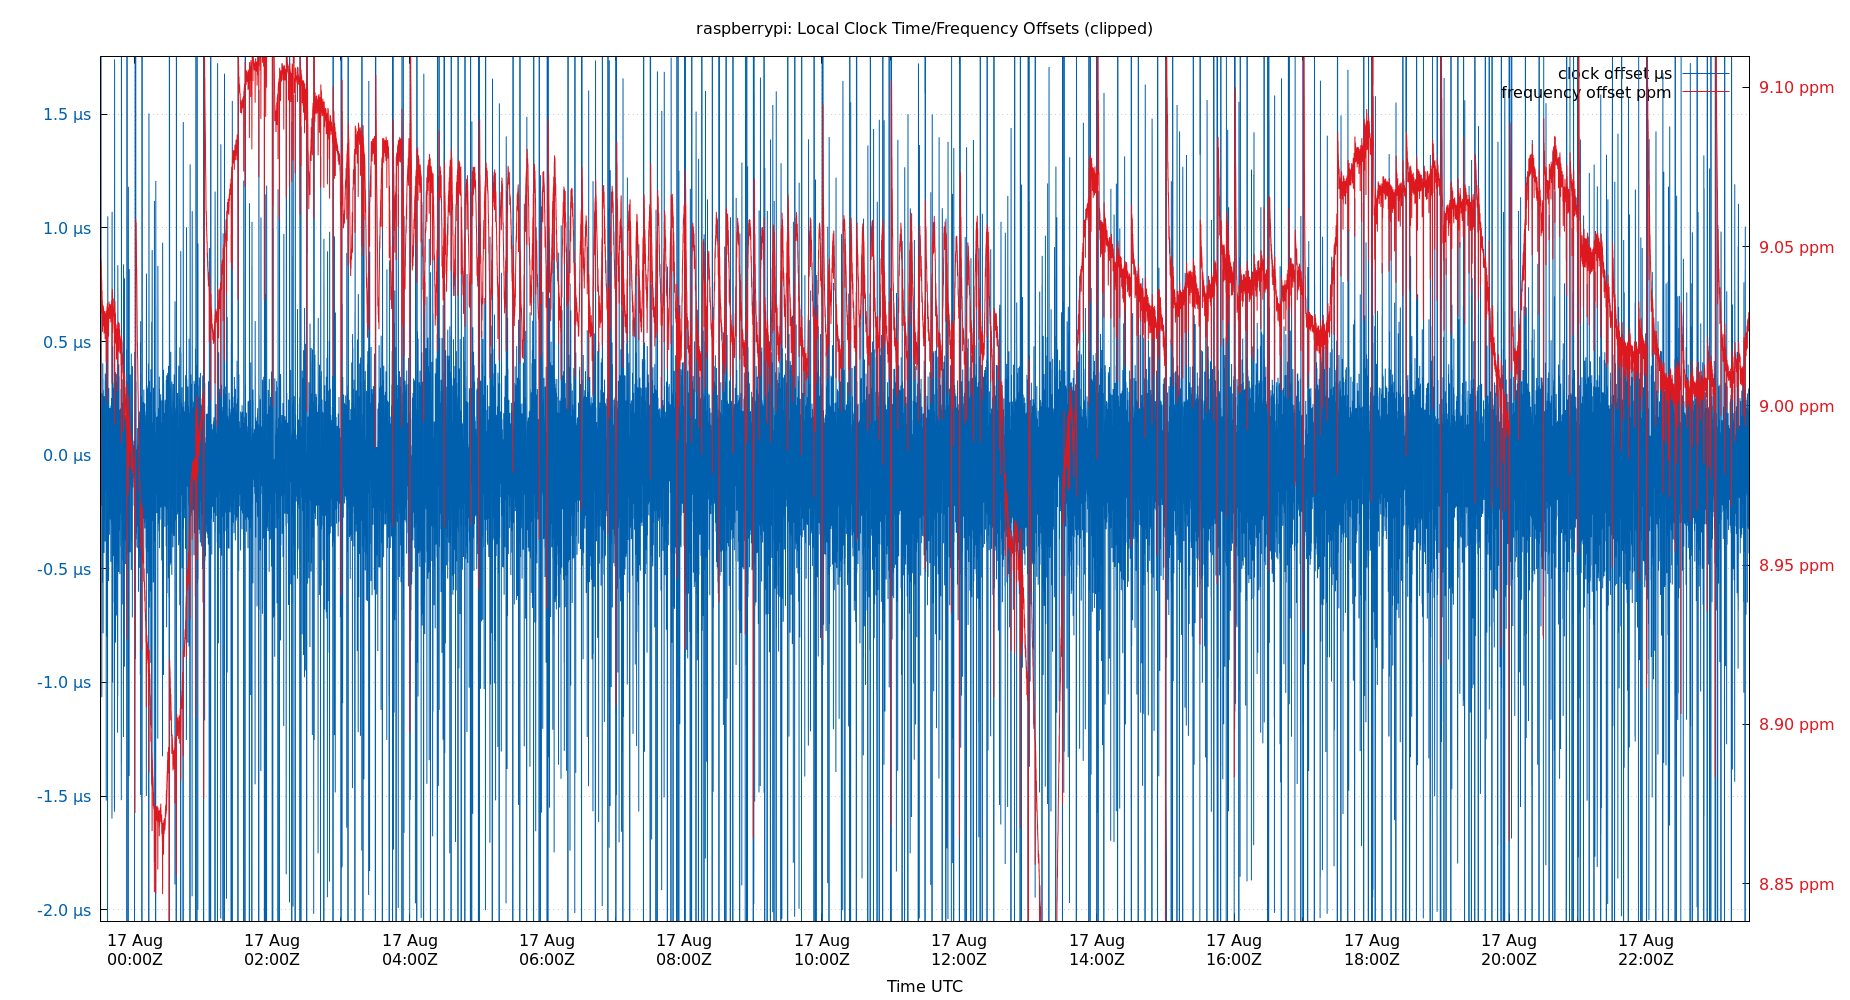 raspberrypi: Local Clock Time/Frequency Offsets (clipped)
clock offset µs
frequency offset ppm
1.5 µs
1.0 µs
0.5 µs
0.0 µs
-0.5 µs
-1.0 µs
-1.5 µs
-2.0 µs
9.10 ppm
9.05 ppm
9.00 ppm
8.95 ppm
8.90 ppm
8.85 ppm
17 Aug 17 Aug 17 Aug 17 Aug 17 Aug 17 Aug 17 Aug 17 Aug 17 Aug 17 Aug 17 Aug 17 Aug
00:00Z 02:00Z 04:00Z 06:00Z 08:00Z 10:00Z 12:00Z 14:00Z 16:00Z 18:00Z 20:00Z 22:00Z
Time UTC